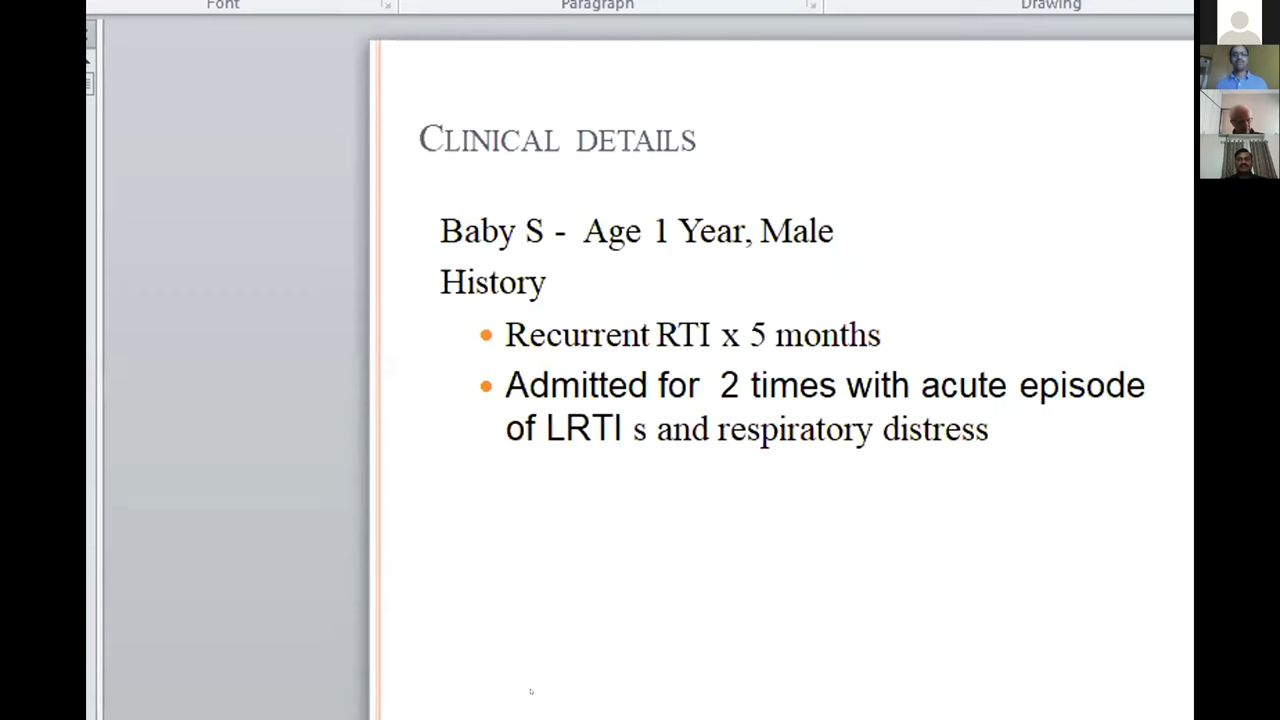 Font Paragraph Drawing
CLINICAL DETAILS
Baby S - Age 1 Year, Male
History
• Recurrent RTI x 5 months
• Admitted for 2 times with acute episode
of LRTI s and respiratory distress